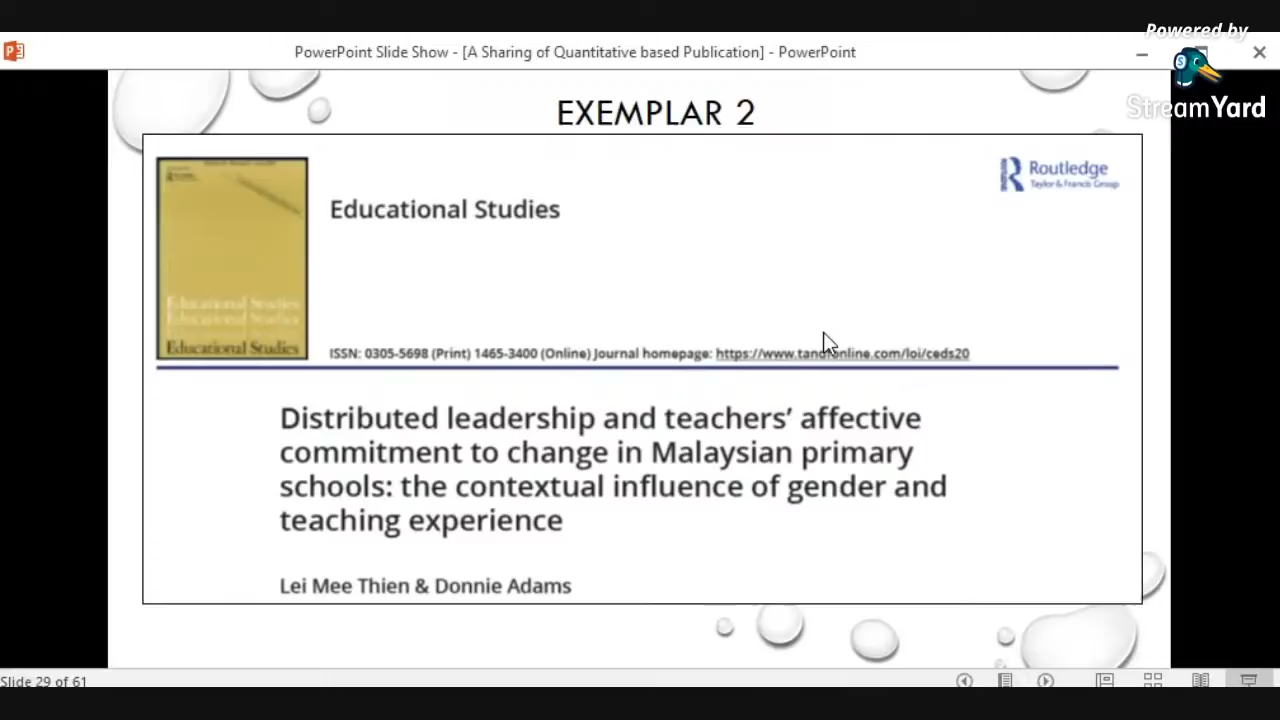 Powered by
PowerPoint Slide Show - [A Sharing of Quantitative based Publication] - PowerPoint
StreamYard
EXEMPLAR 2
Routledge
Taylor & Francis Group
Educational Studies
Educational Studies
Educational Studies
Educational Studies
ISSN: 0305-5698 (Print) 1465-3400 (Online) Journal homepage: https://www.tandfonline.com/loi/ceds20
Distributed leadership and teachers’ affective
commitment to change in Malaysian primary
schools: the contextual influence of gender and
teaching experience
Lei Mee Thien & Donnie Adams
Slide 29 of 61